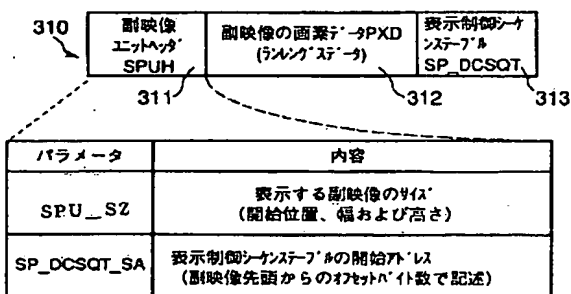 310
副映像
ユニットヘッダ
SPUH
副映像の画業データPXD
(ランレングスデータ)
表示制御シーケ
ンステーブル
SP_DCSQT
311
312
313
パラメータ
内容
SPU_SZ
表示する副映像のサイズ
(開始位置、幅および高さ)
SP_DCSQT_SA
表示制御シーケンステーブルの開始アドレス
(副映像先頭からのオフセットバイト数で記述)